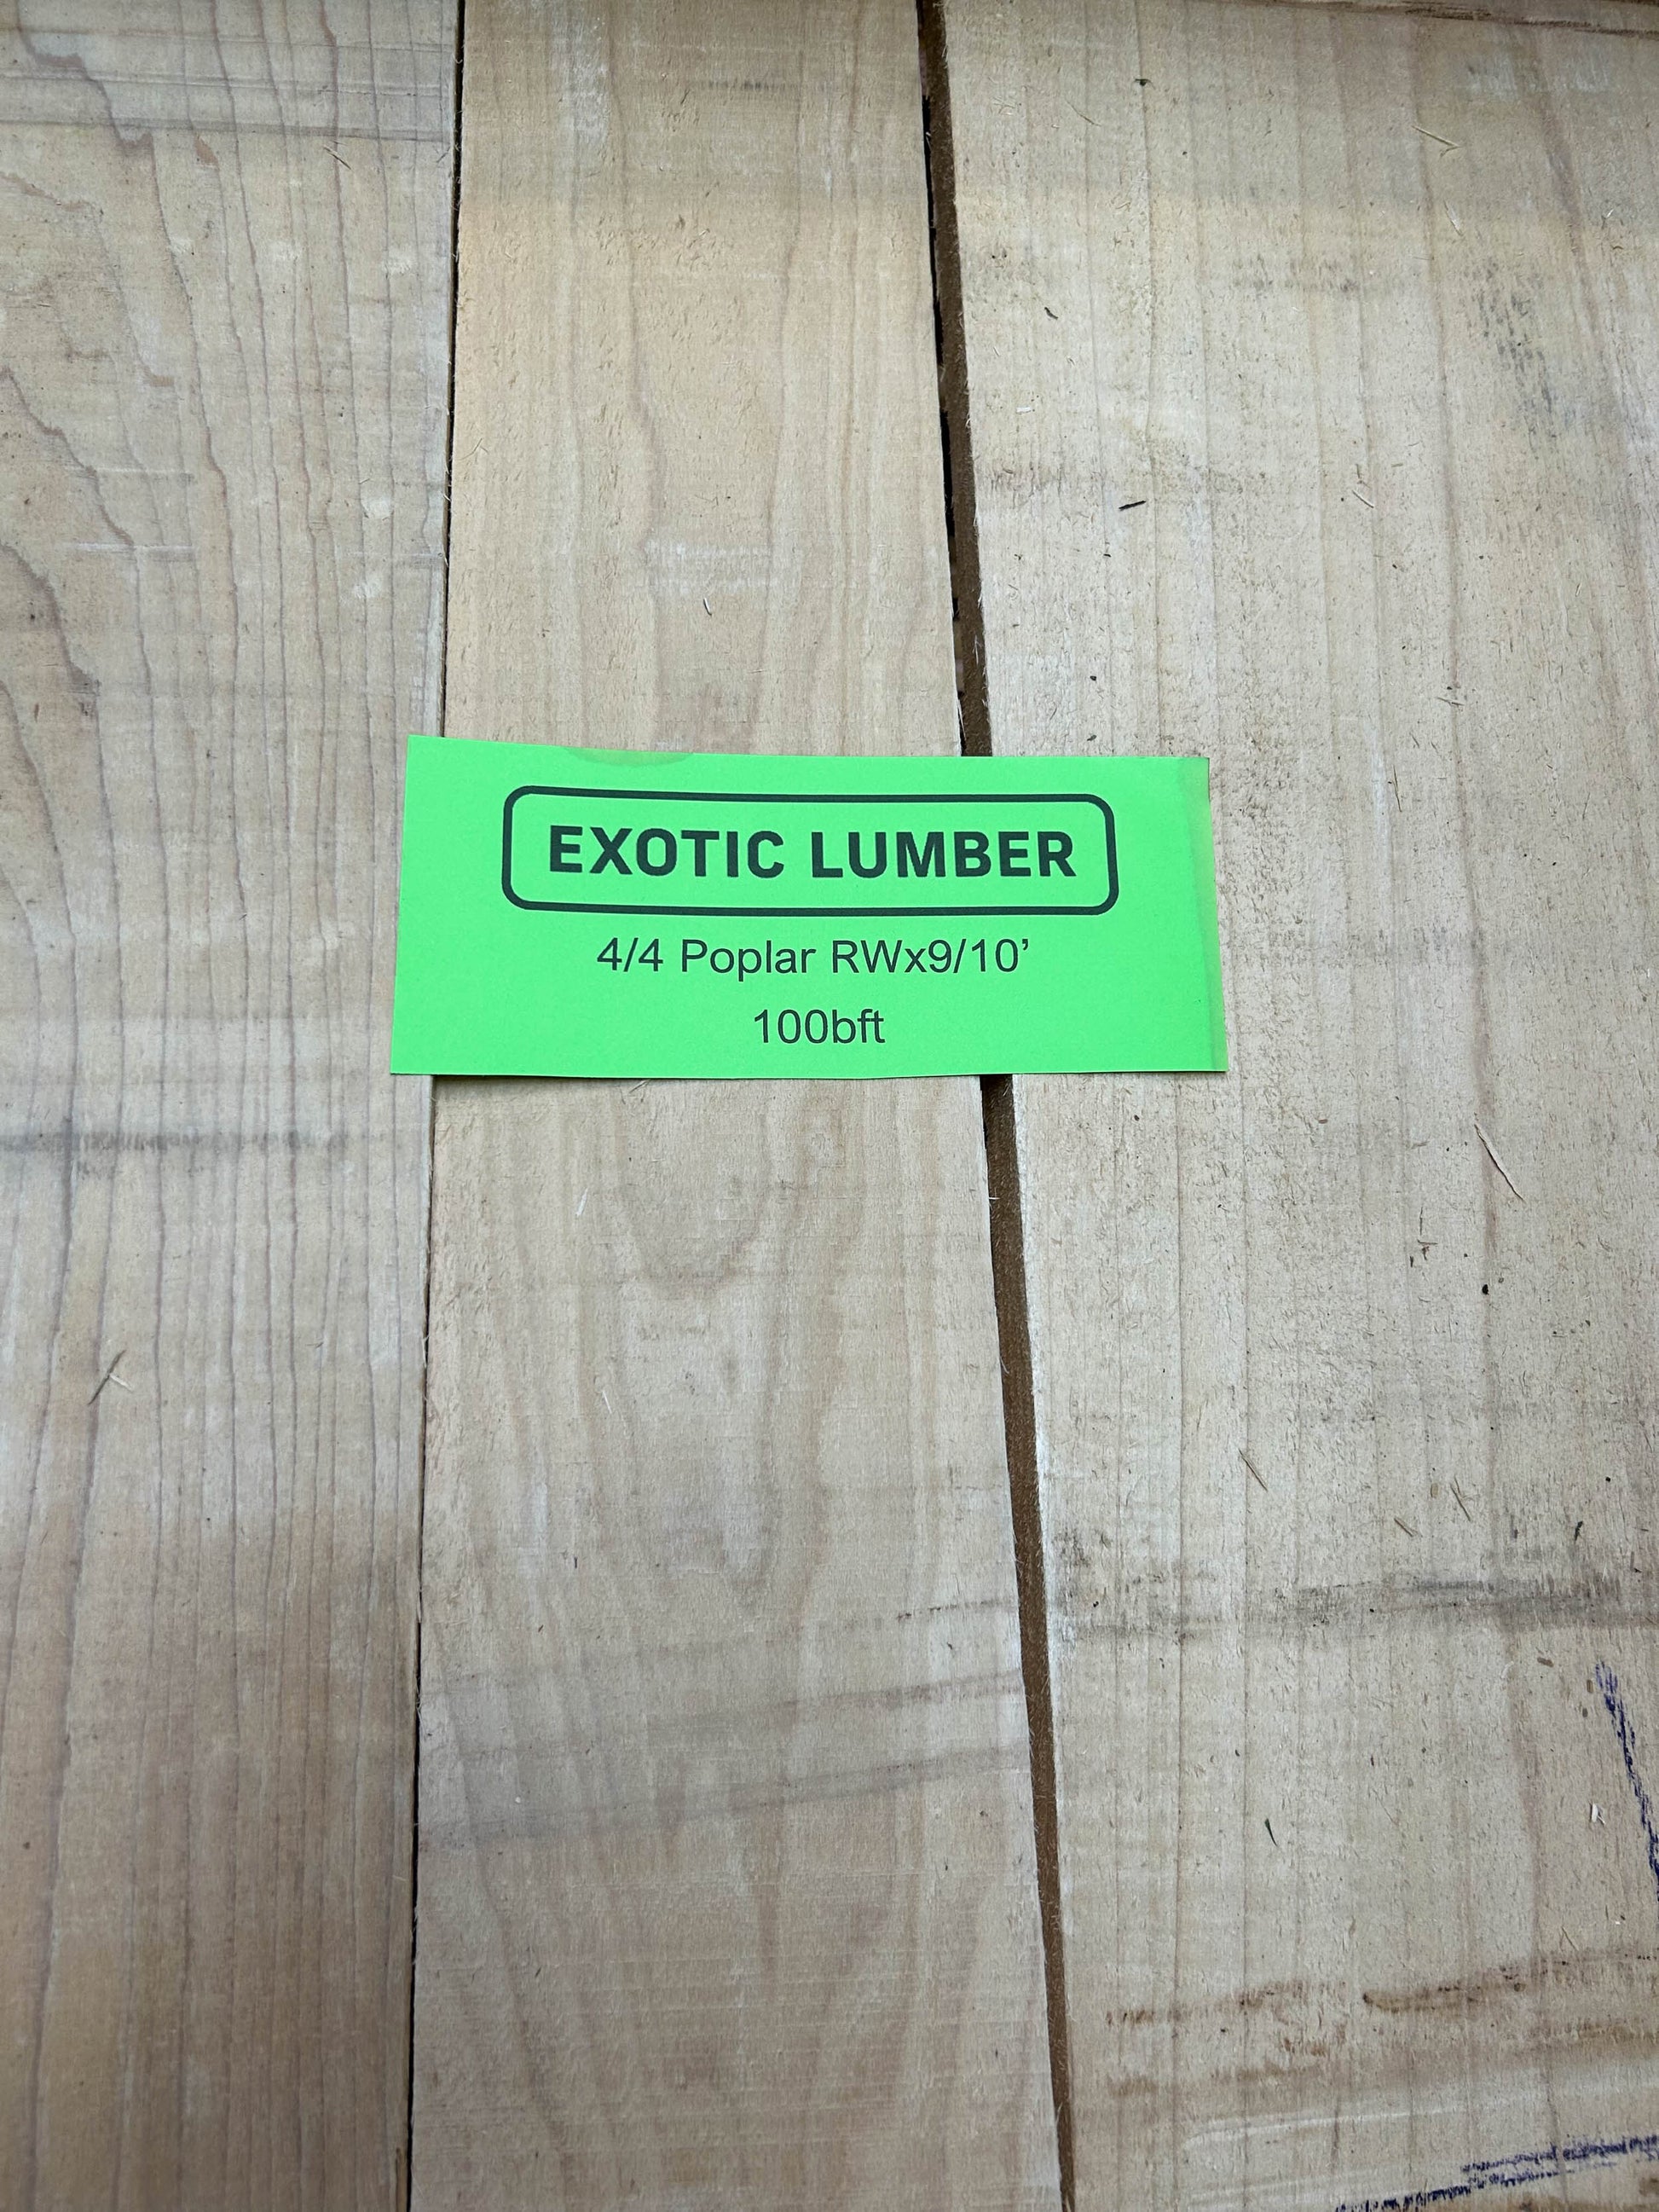 EXOTIC LUMBER
4/4 Poplar RWx9/10’
100bft